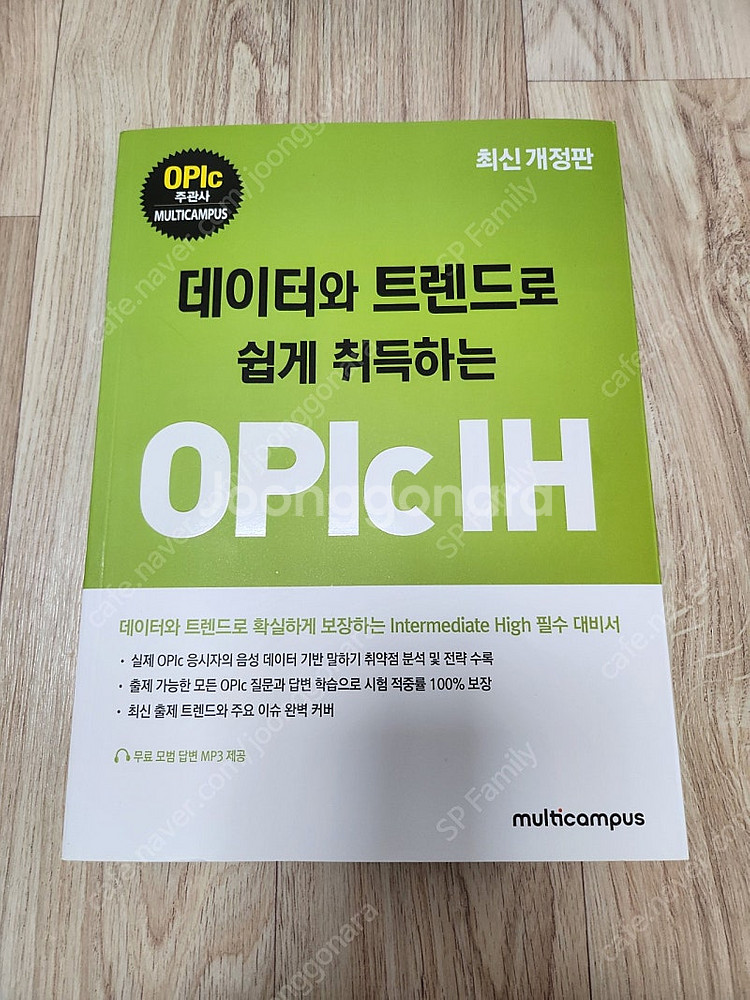 최신 개정판
OPIc
주관사
MULTICAMPUS
데이터와 트렌드로
쉽게 취득하는
OPIc IH
Joonggonara
데이터와 트렌드로 확실하게 보장하는 Intermediate High 필수 대비서
• 실제 OPIc 응시자의 음성 데이터 기반 말하기 취약점 분석 및 전략 수록
• 출제 가능한 모든 OPIc 질문과 답변 학습으로 시험 적중률 100% 보장
• 최신 출제 트렌드와 주요 이슈 완벽 커버
무료 모범 답변 MP3 제공
multicampus
cafe.naver.com/joonggonara
SP Family